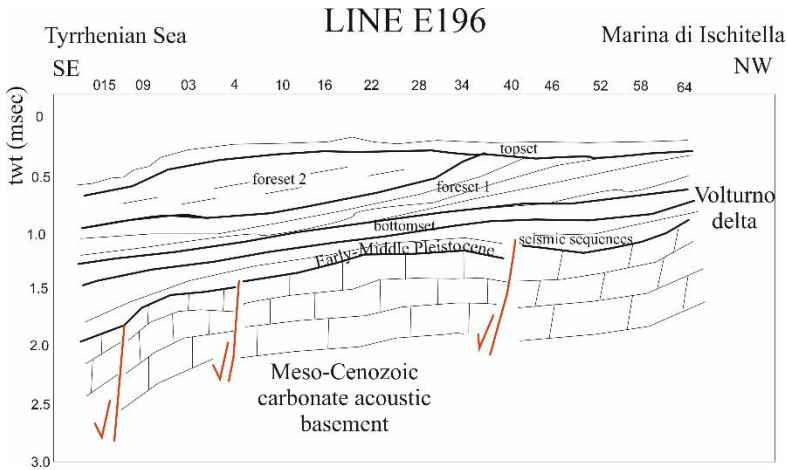 LINE E196
Tyrrhenian Sea
Marina di Ischitella
SE
NW
015 09 03 4 10 16 22 28 34 40 46 52 58 64
twt (msec)
0
0.5
1.0
1.5
2.0
2.5
3.0
topset
foreset 2
foreset 1
bottomset
Volturno
delta
seismic sequences
Early-Middle Pleistocene
Meso-Cenozoic
carbonate acoustic
basement